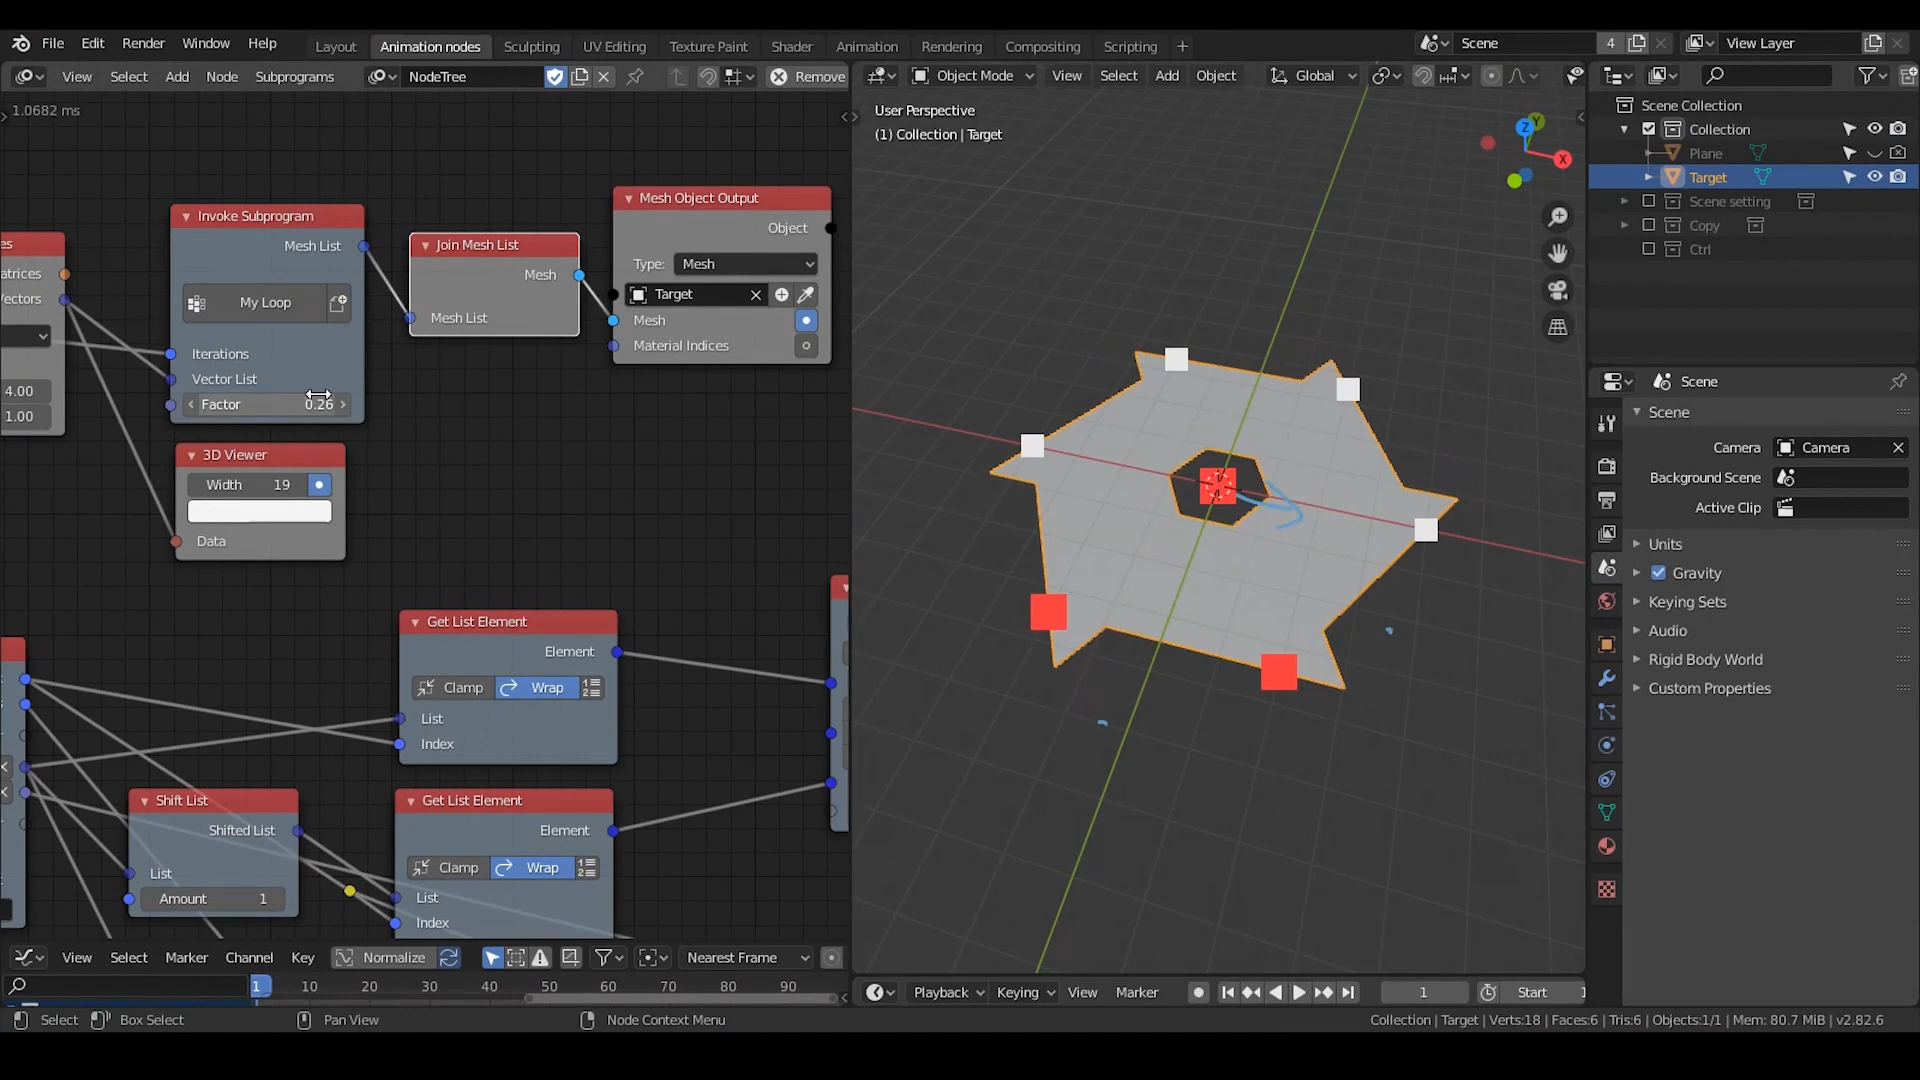 File Edit Render Window Help Layout Animation nodes Sculpting UV Editing Texture Paint Shader Animation Rendering Compositing Scripting + Scene 4 View Layer
View Select Add Node Subprograms NodeTree Remove
Object Mode View Select Add Object Global
1.0682 ms
User Perspective
(1) Collection | Target
Scene Collection
Collection
Plane
Target
Scene setting
Copy
Ctrl
es
atrices
ectors
4.00
1.00
Invoke Subprogram
Mesh List
My Loop
Iterations
Vector List
Factor 0.26
Join Mesh List
Mesh
Mesh List
Mesh Object Output
Object
Type: Mesh
Target
Mesh
Material Indices
3D Viewer
Width 19
Data
Get List Element
Element
Clamp Wrap
List
Index
Shift List
Shifted List
List
Amount 1
Get List Element
Element
Clamp Wrap
List
Index
Z
Y
X
Scene
Scene
Camera Camera
Background Scene
Active Clip
Units
Gravity
Keying Sets
Audio
Rigid Body World
Custom Properties
View Select Marker Channel Key Normalize Nearest Frame
1 10 20 30 40 50 60 70 80 90
Playback Keying View Marker 1 Start 1
Select Box Select Pan View Node Context Menu
Collection | Target | Verts:18 | Faces:6 | Tris:6 | Objects:1/1 | Mem: 80.7 MiB | v2.82.6